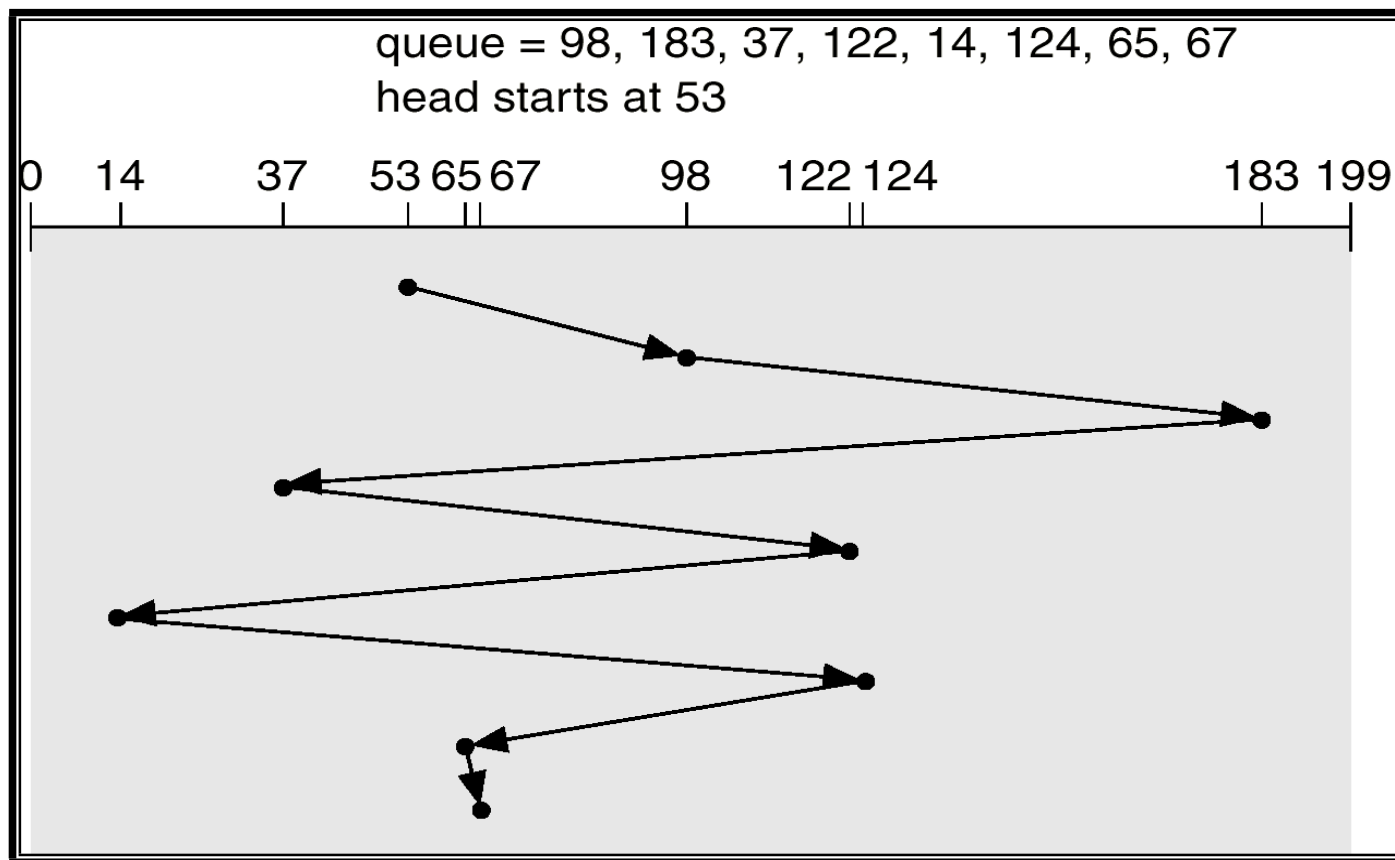 queue = 98, 183, 37, 122, 14, 124, 65, 67
head starts at 53
0 14 37 53 65 67 98 122 124 183 199